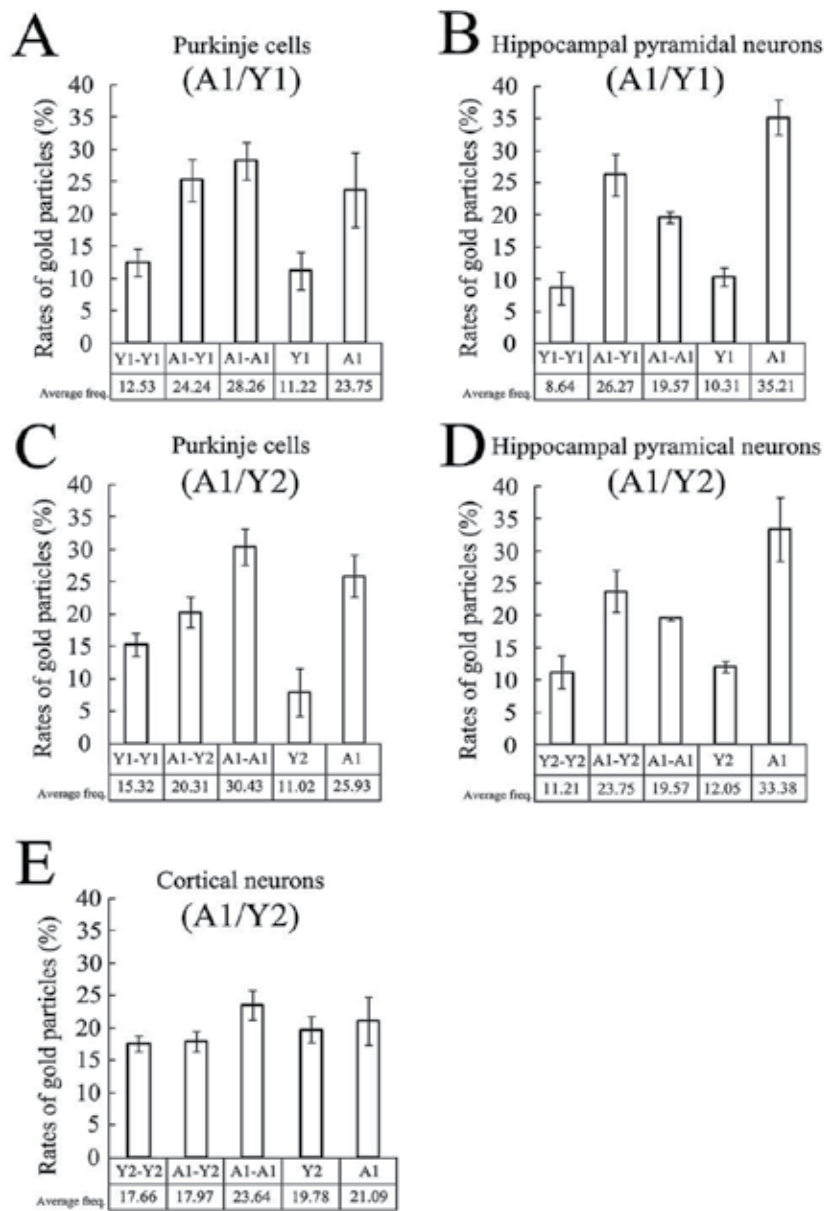 A
Purkinje cells
(A1/Y1)
Rates of gold particles (%)
40
35
30
25
20
15
10
5
0
Y1-Y1 A1-Y1 A1-A1 Y1 A1
Average freq. 12.53 24.24 28.26 11.22 23.75
B
Hippocampal pyramidal neurons
(A1/Y1)
Rates of gold particles (%)
40
35
30
25
20
15
10
5
0
Y1-Y1 A1-Y1 A1-A1 Y1 A1
Average freq. 8.64 26.27 19.57 10.31 35.21
C
Purkinje cells
(A1/Y2)
Rates of gold particles (%)
40
35
30
25
20
15
10
5
0
Y1-Y1 A1-Y2 A1-A1 Y2 A1
Average freq. 15.32 20.31 30.43 11.02 25.93
D
Hippocampal pyramical neurons
(A1/Y2)
Rates of gold particles (%)
40
35
30
25
20
15
10
5
0
Y2-Y2 A1-Y2 A1-A1 Y2 A1
Average freq. 11.21 23.75 19.57 12.05 33.38
E
Cortical neurons
(A1/Y2)
Rates of gold particles (%)
40
35
30
25
20
15
10
5
0
Y2-Y2 A1-Y2 A1-A1 Y2 A1
Average freq. 17.66 17.97 23.64 19.78 21.09